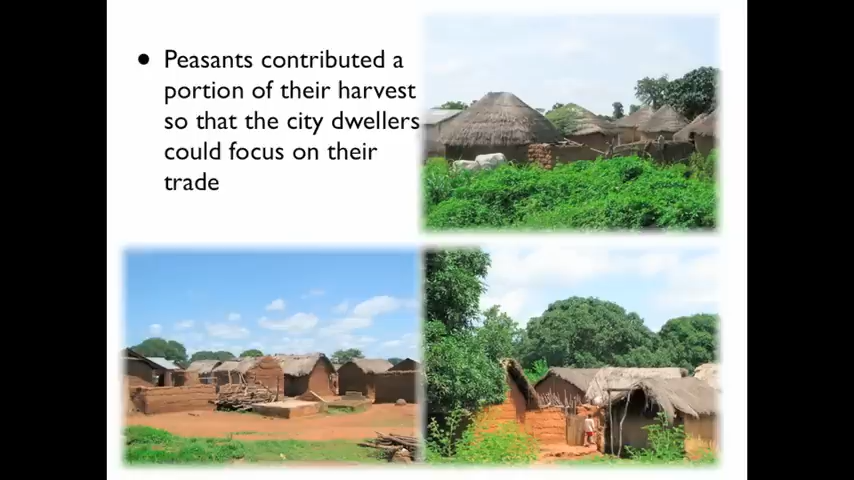 • Peasants contributed a
portion of their harvest
so that the city dwellers
could focus on their
trade